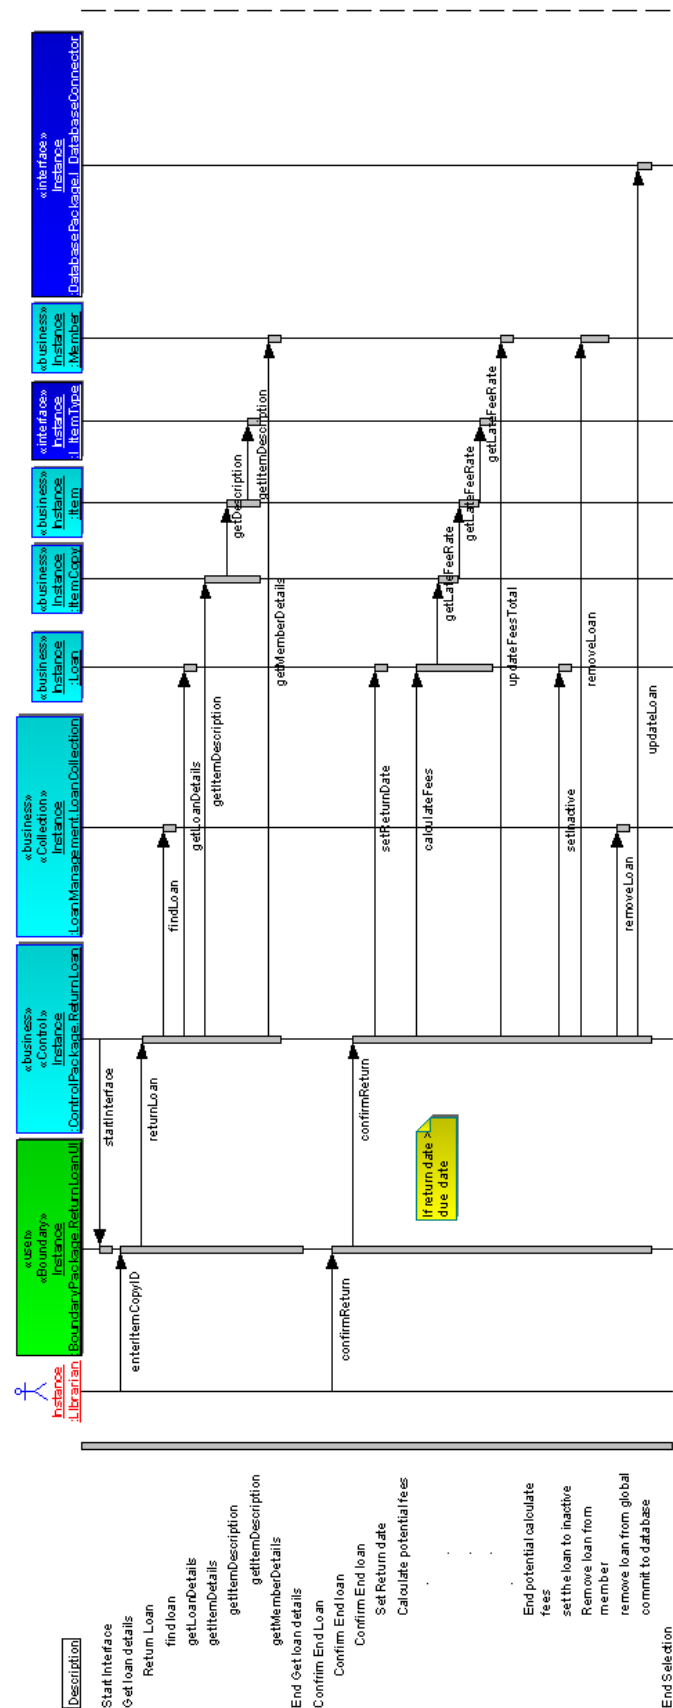 Description
Start Interface
Get loan details
Return Loan
find loan
getLoanDetails
getItemDetails
getItemDescription
getItemDescription
getMemberDetails
End Get loan details
Confrim End Loan
Confirm End loan
Confirm End loan
Set Return date
Calculate potential fees
.
.
.
.
.
End potential calculate
fees
set the loan to inactive
Remove loan from
member
remove loan from global
commit to database
End Selection
Instance
:Librarian
«use»
«Boundary»
Instance
:BoundaryPackage.ReturnLoanUI
«business»
«Control»
Instance
:ControlPackage.ReturnLoan
«business»
«Collection»
Instance
:LoanManagement.LoanCollection
«business»
Instance
:Loan
«business»
Instance
:ItemCopy
«business»
Instance
:Item
«interface»
Instance
:I_ItemType
«business»
Instance
:Member
«interface»
Instance
:DatabasePackage.I_DatabaseConnector
startInterface
enterItemCopyID
returnLoan
findLoan
getLoanDetails
getItemDescription
getDescription
getItemDescription
getMemberDetails
confirmReturn
confirmReturn
setReturnDate
calculateFees
If return date >
due date
getLateFeeRate
getLateFeeRate
getLateFeeRate
updateFeesTotal
setInactive
removeLoan
removeLoan
updateLoan